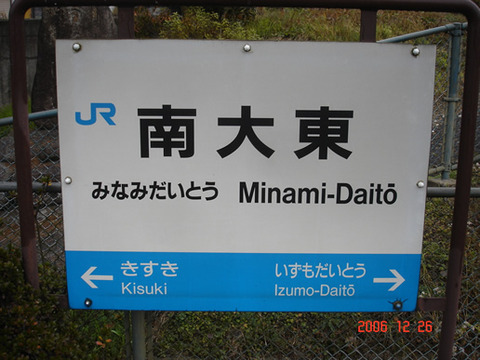 JR
南大東
みなみだいとう Minami-Daitō
← きすき いずもだいとう →
Kisuki Izumo-Daitō
2006 12 26